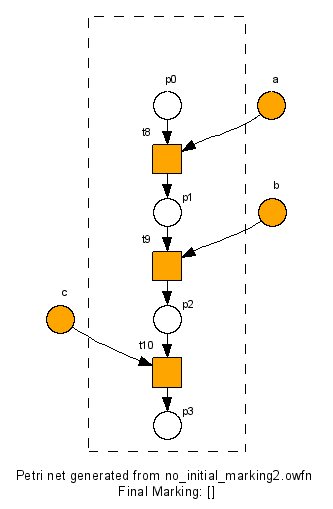 p0
a
t8
p1
b
t9
p2
c
t10
p3
Petri net generated from no_initial_marking2.owfn
Final Marking: []